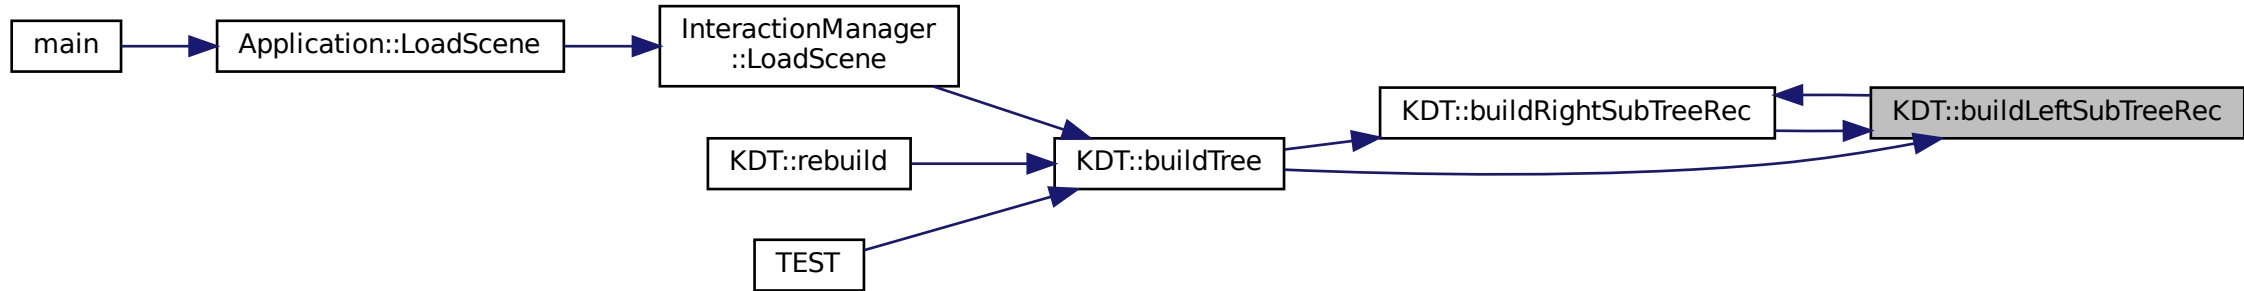 main
Application::LoadScene
InteractionManager
::LoadScene
KDT::rebuild
TEST
KDT::buildTree
KDT::buildRightSubTreeRec
KDT::buildLeftSubTreeRec